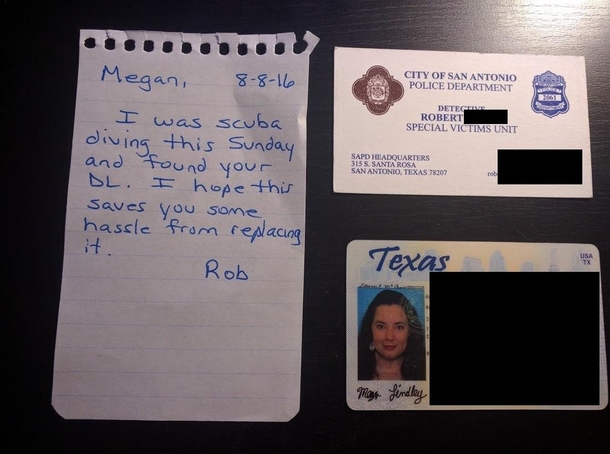 Megan, 8-8-16
I was scuba
diving this Sunday
and found your
DL. I hope this
saves you some
hassle from replacing
it.
Rob
CITY OF SAN ANTONIO
POLICE DEPARTMENT
DETECTIVE
ROBERT
SPECIAL VICTIMS UNIT
2061
SAPD HEADQUARTERS
315 S. SANTA ROSA
SAN ANTONIO, TEXAS 78207
rob
Texas
USA
TX
Lindley